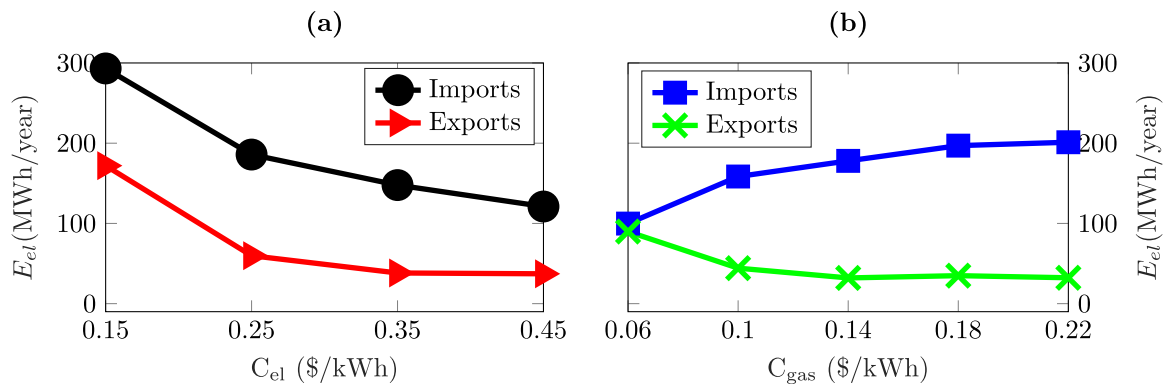 (a)
300
200
100
0
E_el(MWh/year)
Imports
Exports
0.15 0.25 0.35 0.45
C_el ($/kWh)
(b)
Imports
Exports
300
200
100
0
E_el(MWh/year)
0.06 0.1 0.14 0.18 0.22
C_gas ($/kWh)